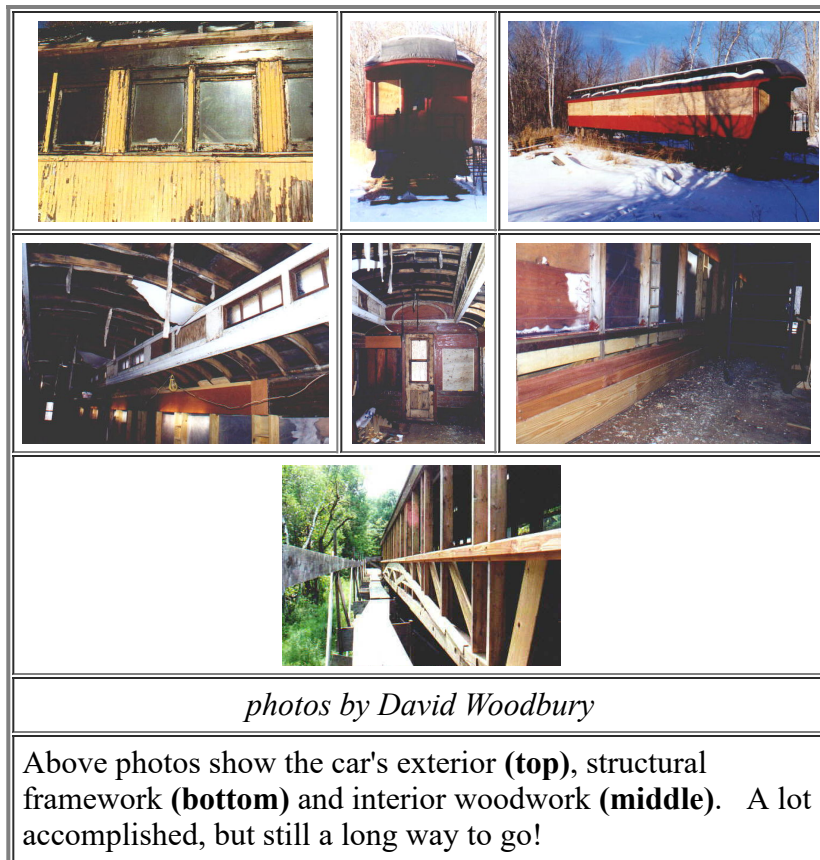 photos by David Woodbury
Above photos show the car's exterior (top), structural
framework (bottom) and interior woodwork (middle).   A lot
accomplished, but still a long way to go!